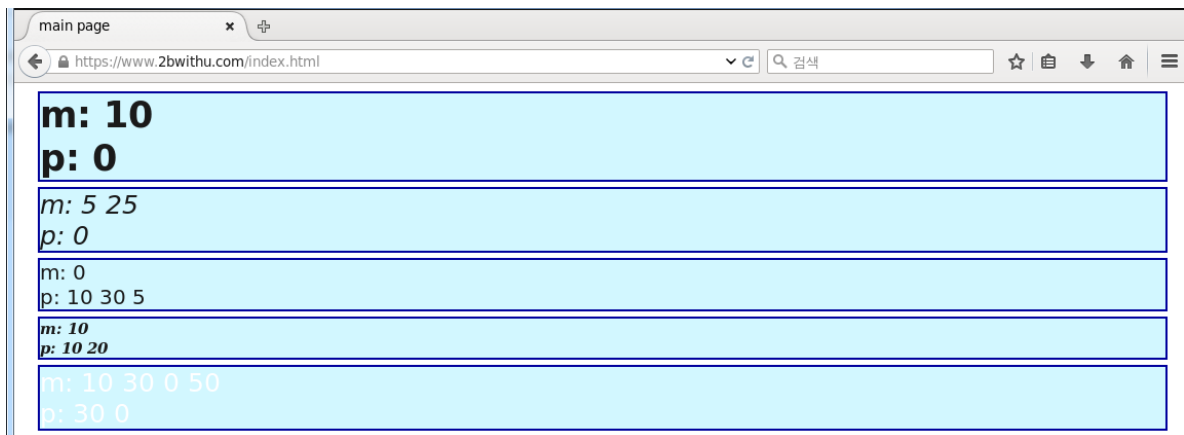 main page
https://www.2bwithu.com/index.html
검색
m: 10
p: 0
m: 5 25
p: 0
m: 0
p: 10 30 5
m: 10
p: 10 20
m: 10 30 0 50
p: 30 0